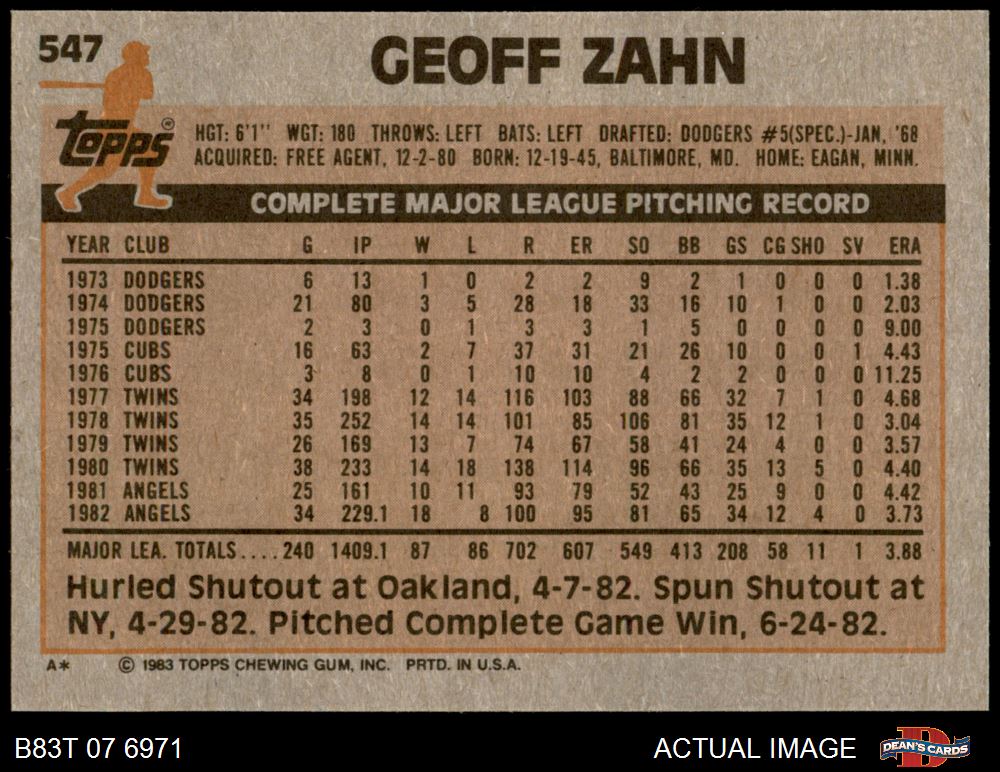 547
GEOFF ZAHN
Topps®
HGT: 6'1" WGT: 180 THROWS: LEFT BATS: LEFT DRAFTED: DODGERS #5(SPEC.)-JAN, '68
ACQUIRED: FREE AGENT, 12-2-80 BORN: 12-19-45, BALTIMORE, MD. HOME: EAGAN, MINN.
COMPLETE MAJOR LEAGUE PITCHING RECORD
YEAR CLUB G IP W L R ER SO BB GS CG SHO SV ERA
1973 DODGERS 6 13 1 0 2 2 9 2 1 0 0 0 1.38
1974 DODGERS 21 80 3 5 28 18 33 16 10 1 0 0 2.03
1975 DODGERS 2 3 0 1 3 3 1 5 0 0 0 0 9.00
1975 CUBS 16 63 2 7 37 31 21 26 10 0 0 1 4.43
1976 CUBS 3 8 0 1 10 10 4 2 2 0 0 0 11.25
1977 TWINS 34 198 12 14 116 103 88 66 32 7 1 0 4.68
1978 TWINS 35 252 14 14 101 85 106 81 35 12 1 0 3.04
1979 TWINS 26 169 13 7 74 67 58 41 24 4 0 0 3.57
1980 TWINS 38 233 14 18 138 114 96 66 35 13 5 0 4.40
1981 ANGELS 25 161 10 11 93 79 52 43 25 9 0 0 4.42
1982 ANGELS 34 229.1 18 8 100 95 81 65 34 12 4 0 3.73
MAJOR LEA. TOTALS....240 1409.1 87 86 702 607 549 413 208 58 11 1 3.88
Hurled Shutout at Oakland, 4-7-82. Spun Shutout at
NY, 4-29-82. Pitched Complete Game Win, 6-24-82.
A* © 1983 TOPPS CHEWING GUM, INC. PRTD. IN U.S.A.
B83T 07 6971 ACTUAL IMAGE D DEAN'S CARDS